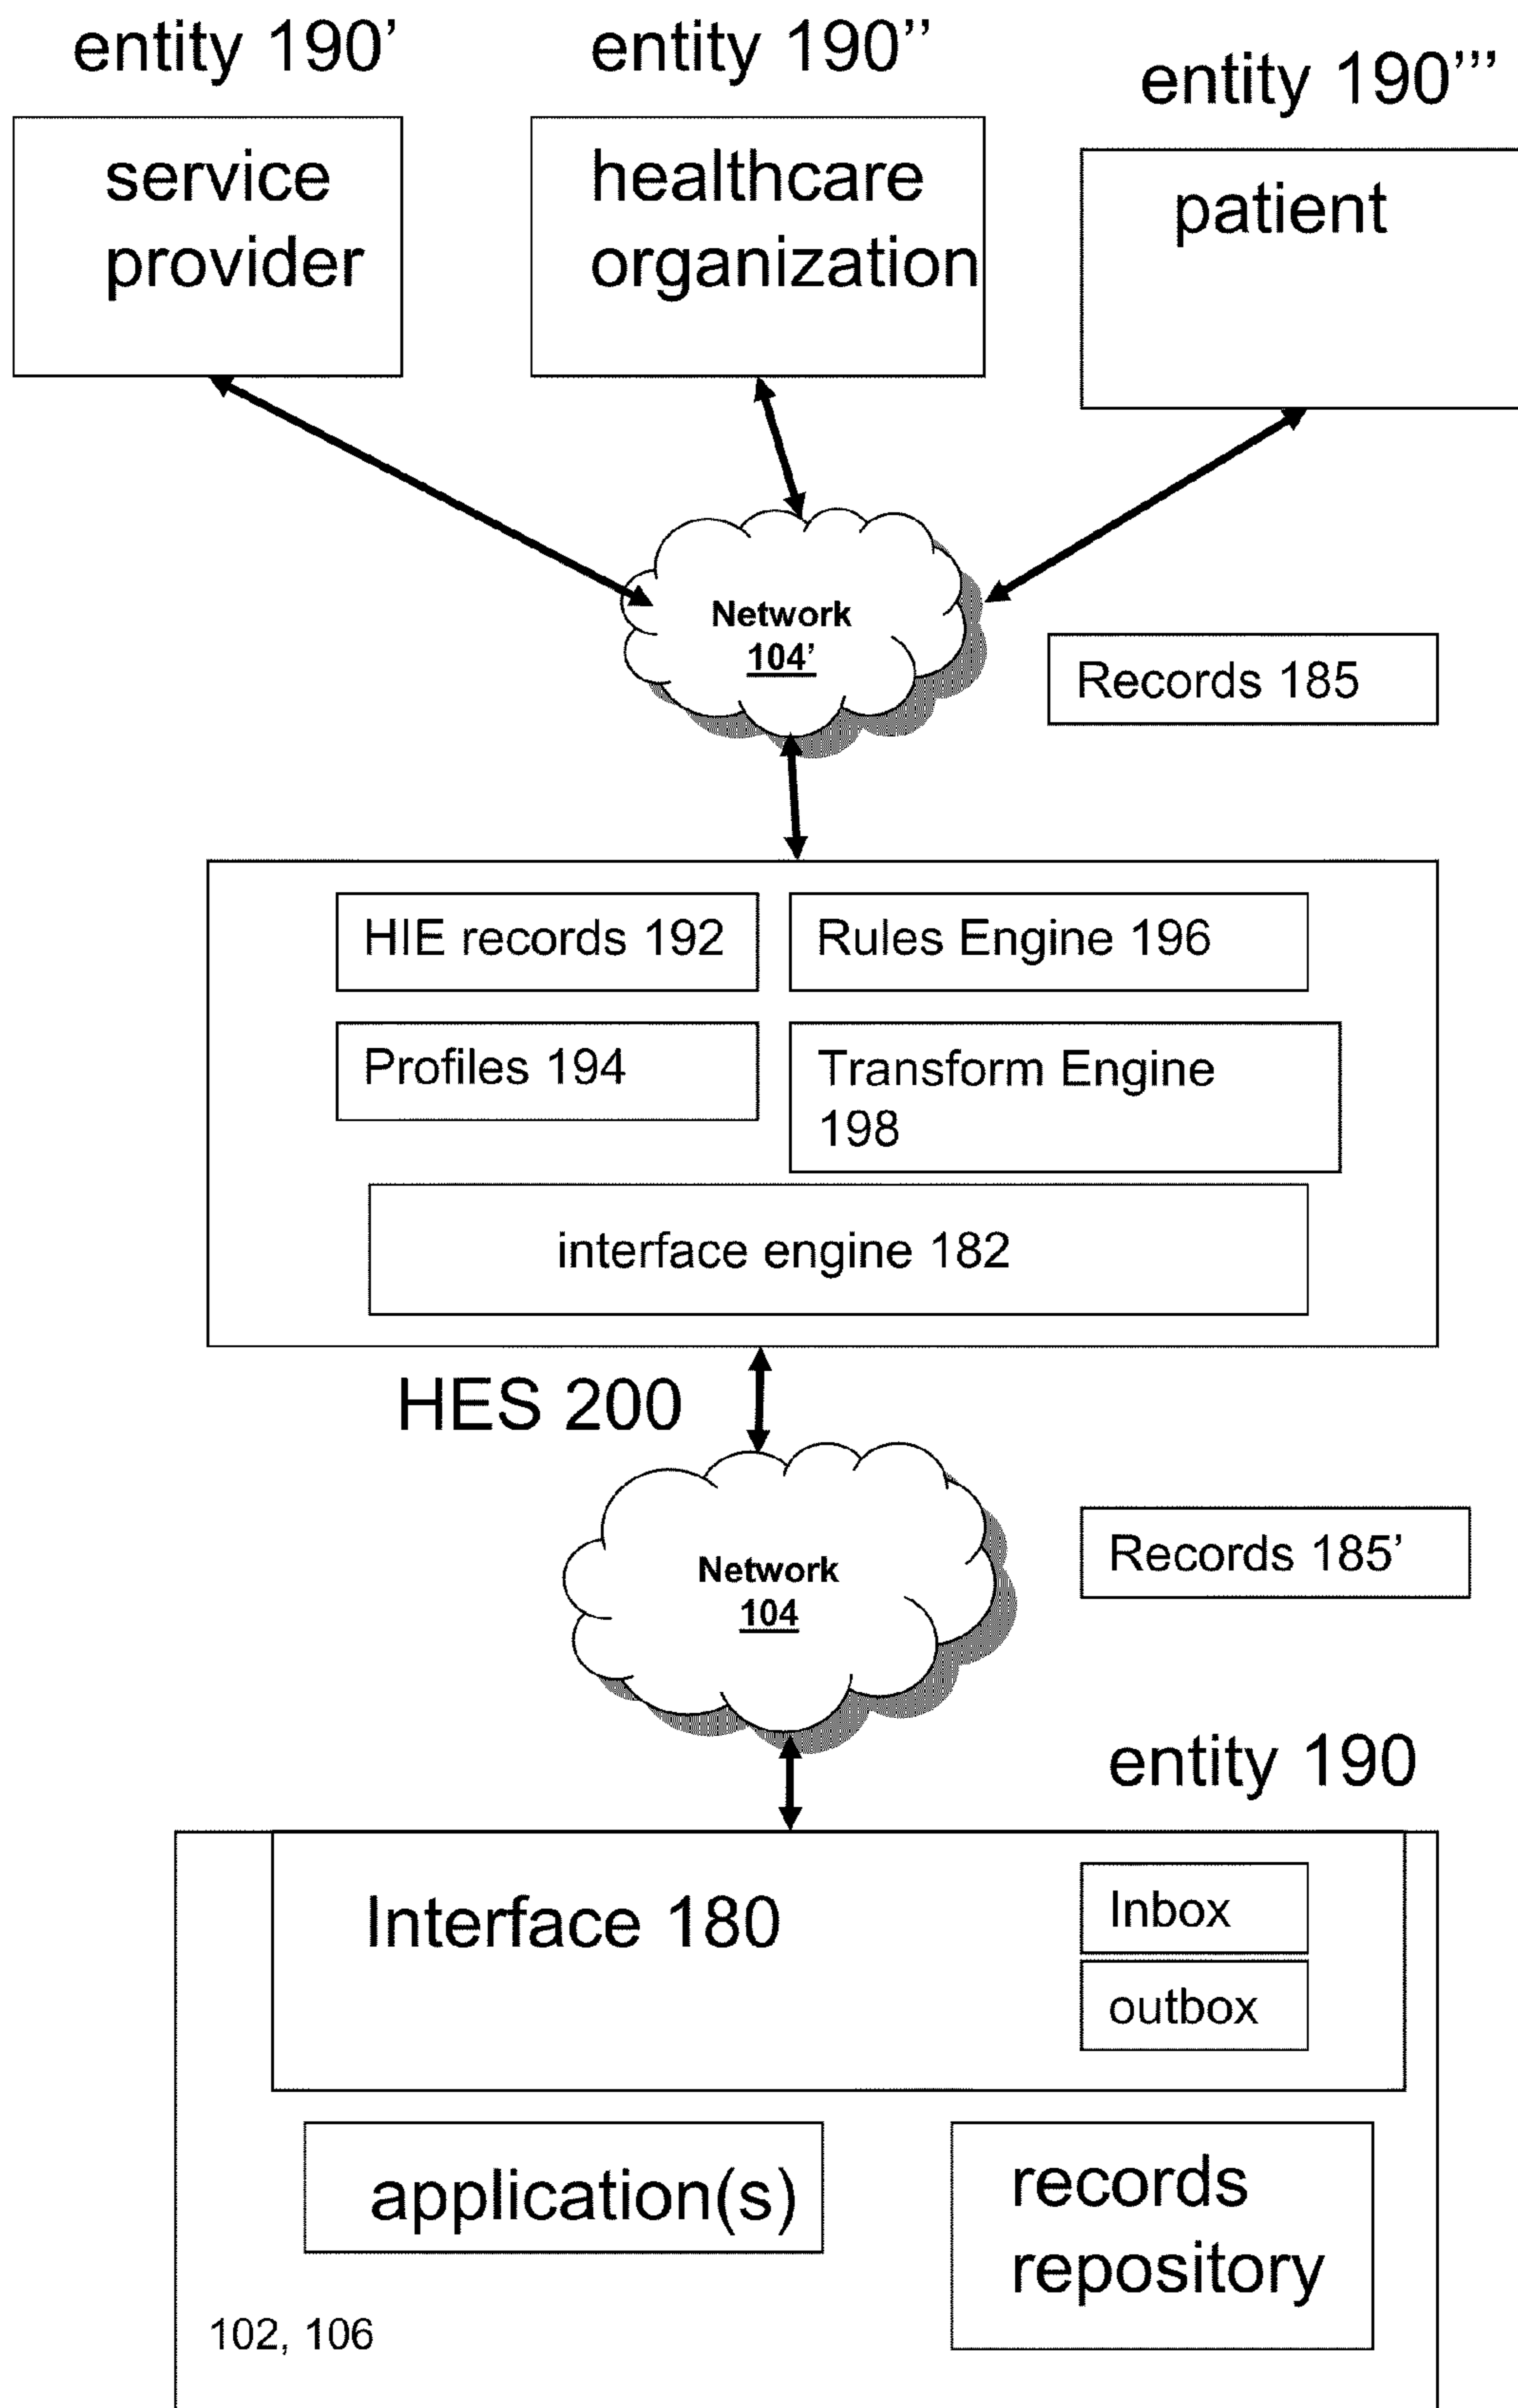 entity 190’
entity 190’’
entity 190’’’
service
provider
healthcare
organization
patient
Network
104’
Records 185
HIE records 192
Rules Engine 196
Profiles 194
Transform Engine
198
interface engine 182
HES 200
Network
104
Records 185’
entity 190
Interface 180
Inbox
outbox
application(s)
records
repository
102, 106